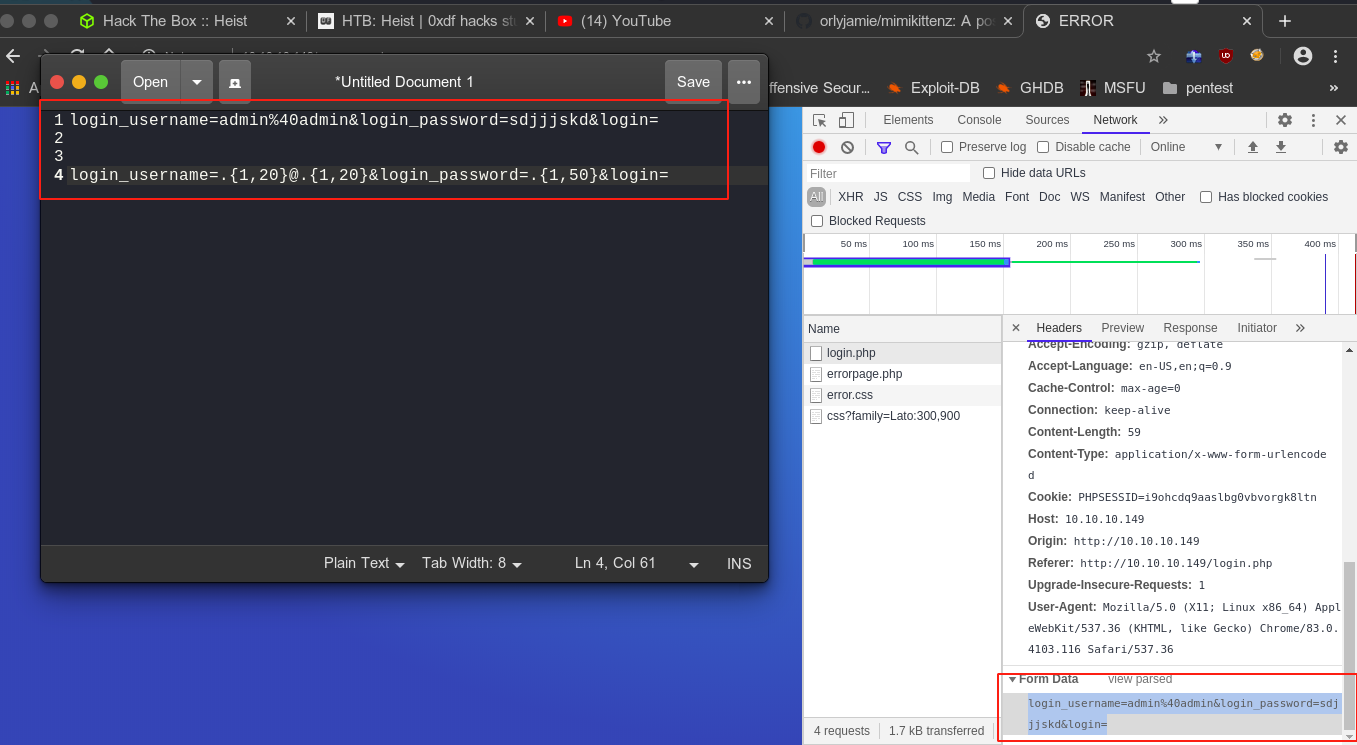 Hack The Box :: Heist
HTB: Heist | 0xdf hacks stu
(14) YouTube
orlyjamie/mimikittenz: A po
ERROR
Open
*Untitled Document 1
Save
ffensive Secur...
Exploit-DB
GHDB
MSFU
pentest
»
1 login_username=admin%40admin&login_password=sdjjjskd&login=
2
3
4 login_username=.{1,20}@.{1,20}&login_password=.{1,50}&login=
Plain Text
Tab Width: 8
Ln 4, Col 61
INS
Elements
Console
Sources
Network
»
Preserve log
Disable cache
Online
Filter
Hide data URLs
All
XHR
JS
CSS
Img
Media
Font
Doc
WS
Manifest
Other
Has blocked cookies
Blocked Requests
50 ms
100 ms
150 ms
200 ms
250 ms
300 ms
350 ms
400 ms
Name
login.php
errorpage.php
error.css
css?family=Lato:300,900
4 requests
1.7 kB transferred
Headers
Preview
Response
Initiator
»
Accept-Encoding: gzip, deflate
Accept-Language: en-US,en;q=0.9
Cache-Control: max-age=0
Connection: keep-alive
Content-Length: 59
Content-Type: application/x-www-form-urlencode
d
Cookie: PHPSESSID=i9ohcdq9aaslbg0vbvorgk8ltn
Host: 10.10.10.149
Origin: http://10.10.10.149
Referer: http://10.10.10.149/login.php
Upgrade-Insecure-Requests: 1
User-Agent: Mozilla/5.0 (X11; Linux x86_64) Appl
eWebKit/537.36 (KHTML, like Gecko) Chrome/83.0.
4103.116 Safari/537.36
Form Data
view parsed
login_username=admin%40admin&login_password=sdj
jjskd&login=